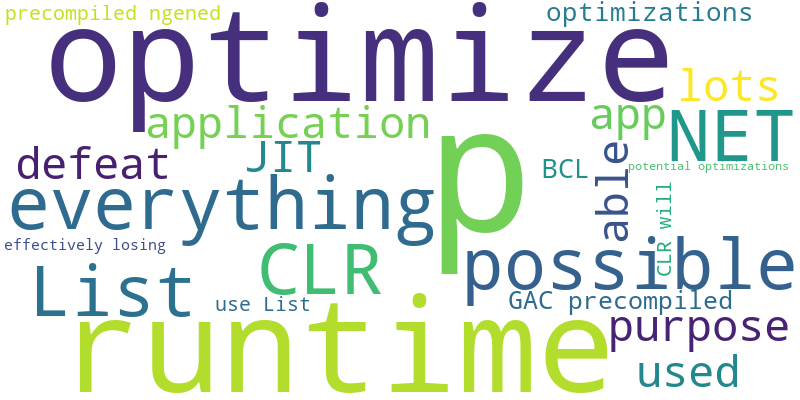 precompiled ngened
optimize
optimizations
lots
application
app
NET
p
JIT
defeat
BCL
potential optimizations
able
everything
CLR will
effectively losing
CLR
possible
List
use List
GAC precompiled
runtime
purpose
used